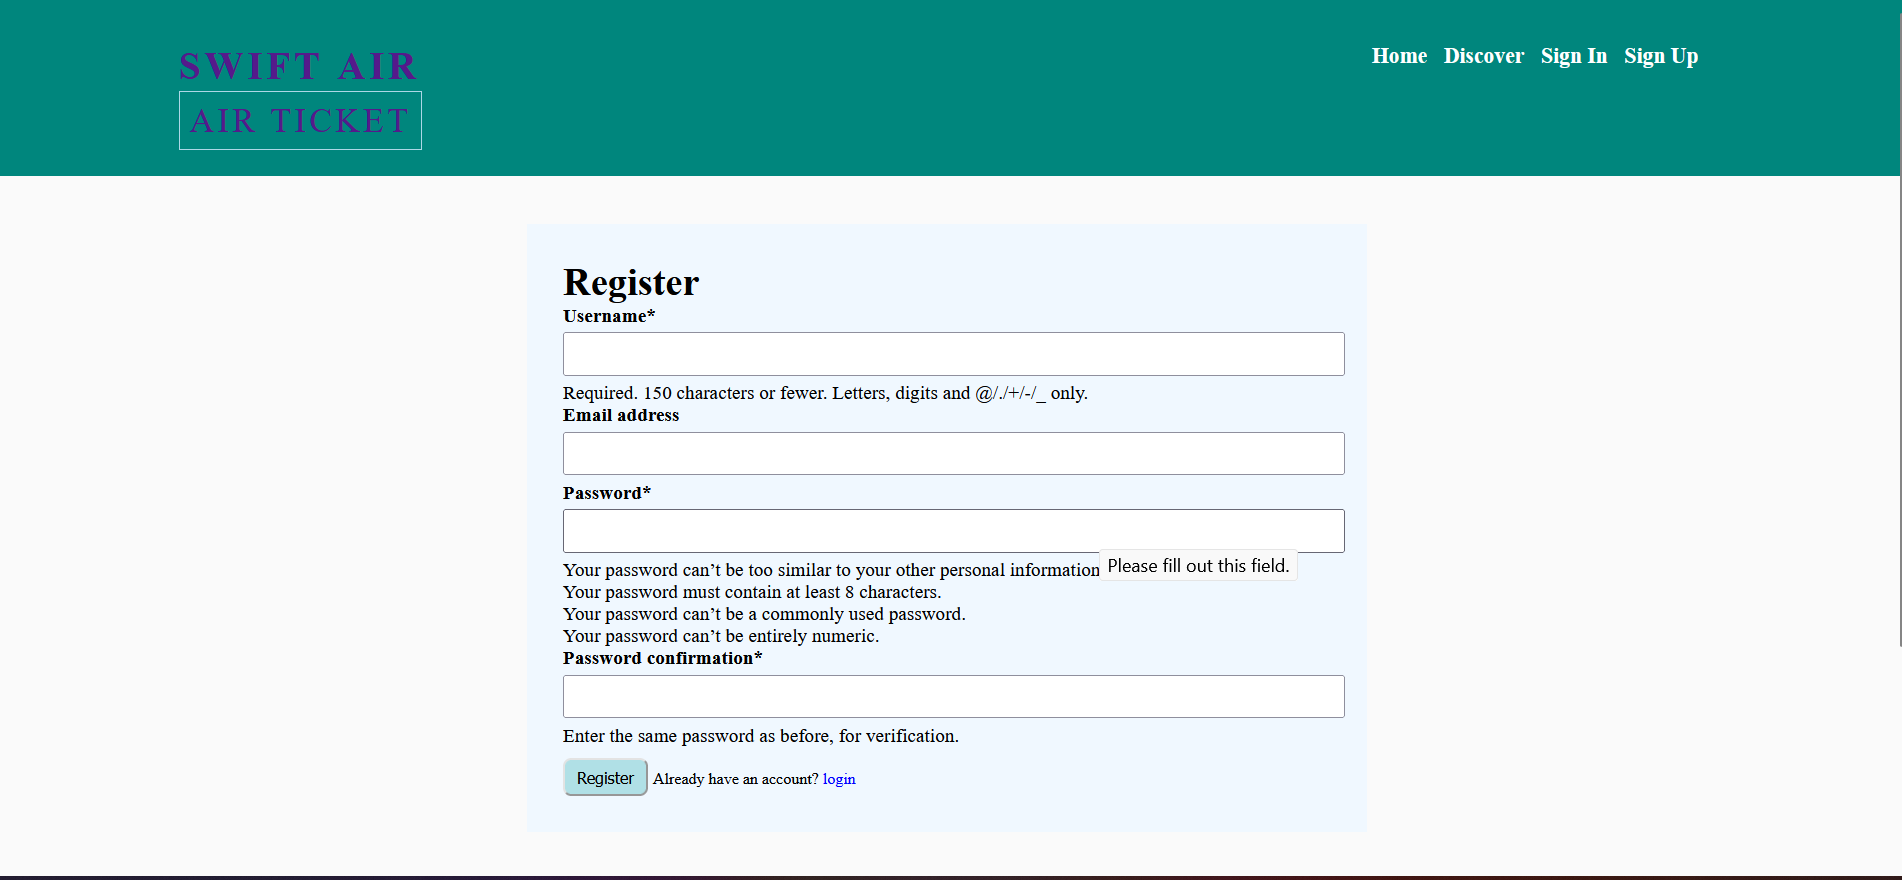 SWIFT AIR
AIR TICKET
Home Discover Sign In Sign Up
Register
Username*
Required. 150 characters or fewer. Letters, digits and @/./+/-/_ only.
Email address
Password*
Please fill out this field.
Your password can’t be too similar to your other personal information
Your password must contain at least 8 characters.
Your password can’t be a commonly used password.
Your password can’t be entirely numeric.
Password confirmation*
Enter the same password as before, for verification.
Register Already have an account? login